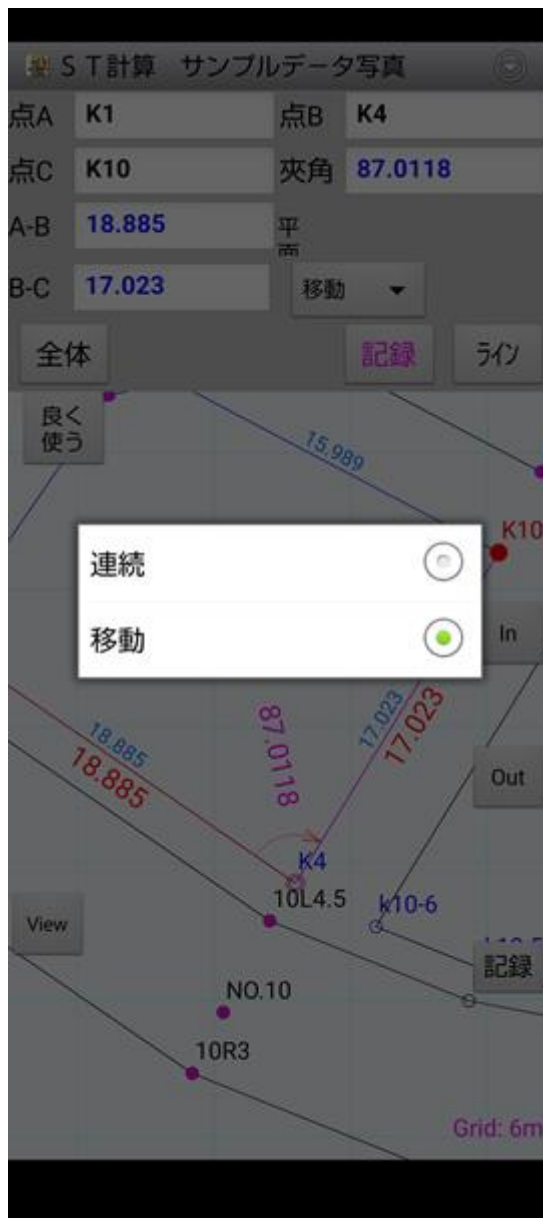 ST計算 サンプルデータ写真
点A K1 点B K4
点C K10 夾角 87.0118
A-B 18.885 平面
B-C 17.023 移動
全体 記録 ライン
良く
使う
15.989
K10
連続
移動
In
18.885
18.885
87.0118
17.023
17.023
Out
K4
10L4.5
k10-6
View
記録
NO.10
10R3
Grid: 6m